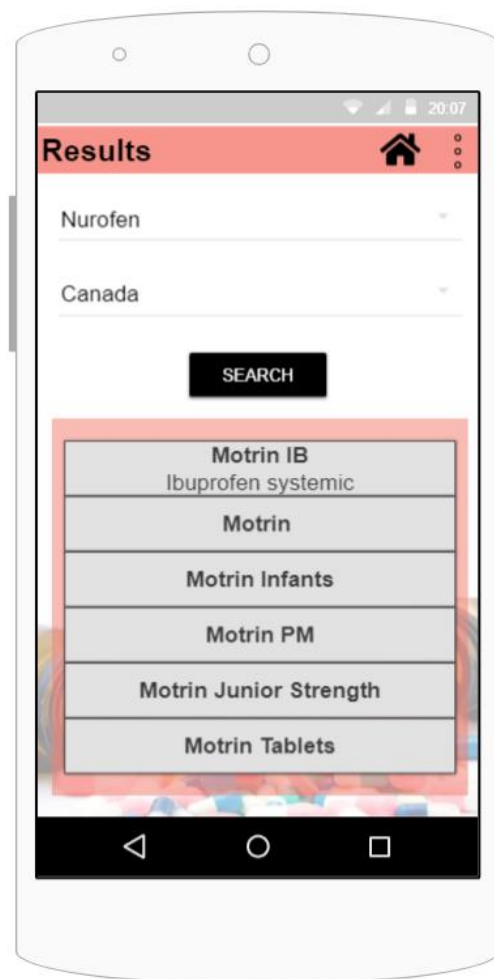 20:07
Results
Nurofen
Canada
SEARCH
Motrin IB
Ibuprofen systemic
Motrin
Motrin Infants
Motrin PM
Motrin Junior Strength
Motrin Tablets